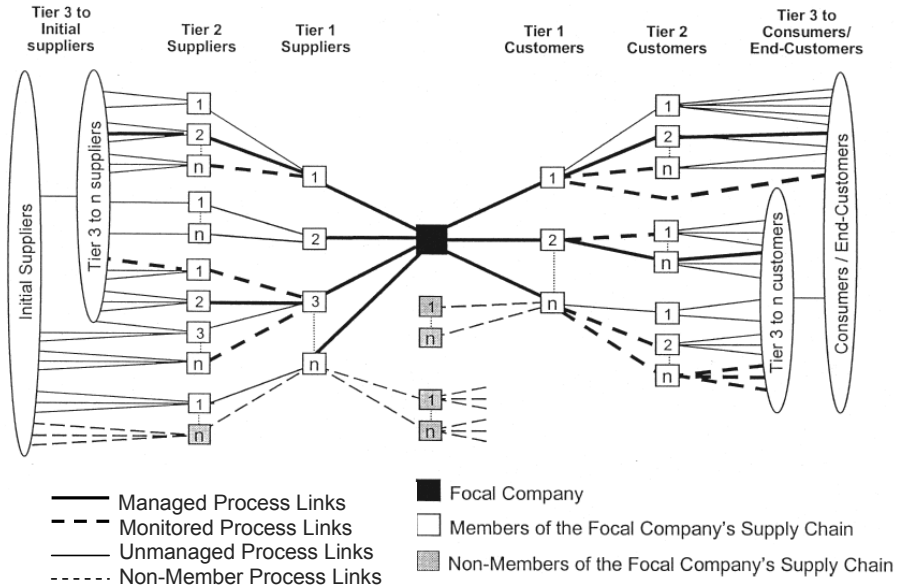 Tier 3 to
Initial
suppliers
Tier 2
Suppliers
Tier 1
Suppliers
Tier 1
Customers
Tier 2
Customers
Tier 3 to
Consumers/
End-Customers
Initial Suppliers
Tier 3 to n suppliers
1
2
n
1
n
1
2
3
n
1
n
1
2
3
n
1
n
1
n
1
2
n
1
2
n
1
n
1
2
n
Tier 3 to n customers
Consumers / End-Customers
Managed Process Links
Monitored Process Links
Unmanaged Process Links
Non-Member Process Links
Focal Company
Members of the Focal Company's Supply Chain
Non-Members of the Focal Company's Supply Chain